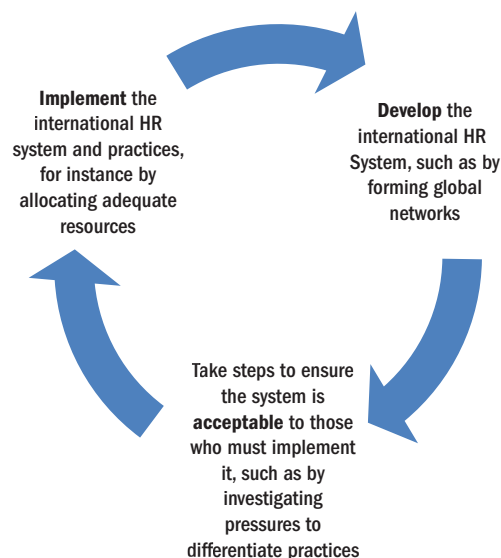 Implement the
international HR
system and practices,
for instance by
allocating adequate
resources
Develop the
international HR
System, such as by
forming global
networks
Take steps to ensure
the system is
acceptable to those
who must implement
it, such as by
investigating
pressures to
differentiate practices